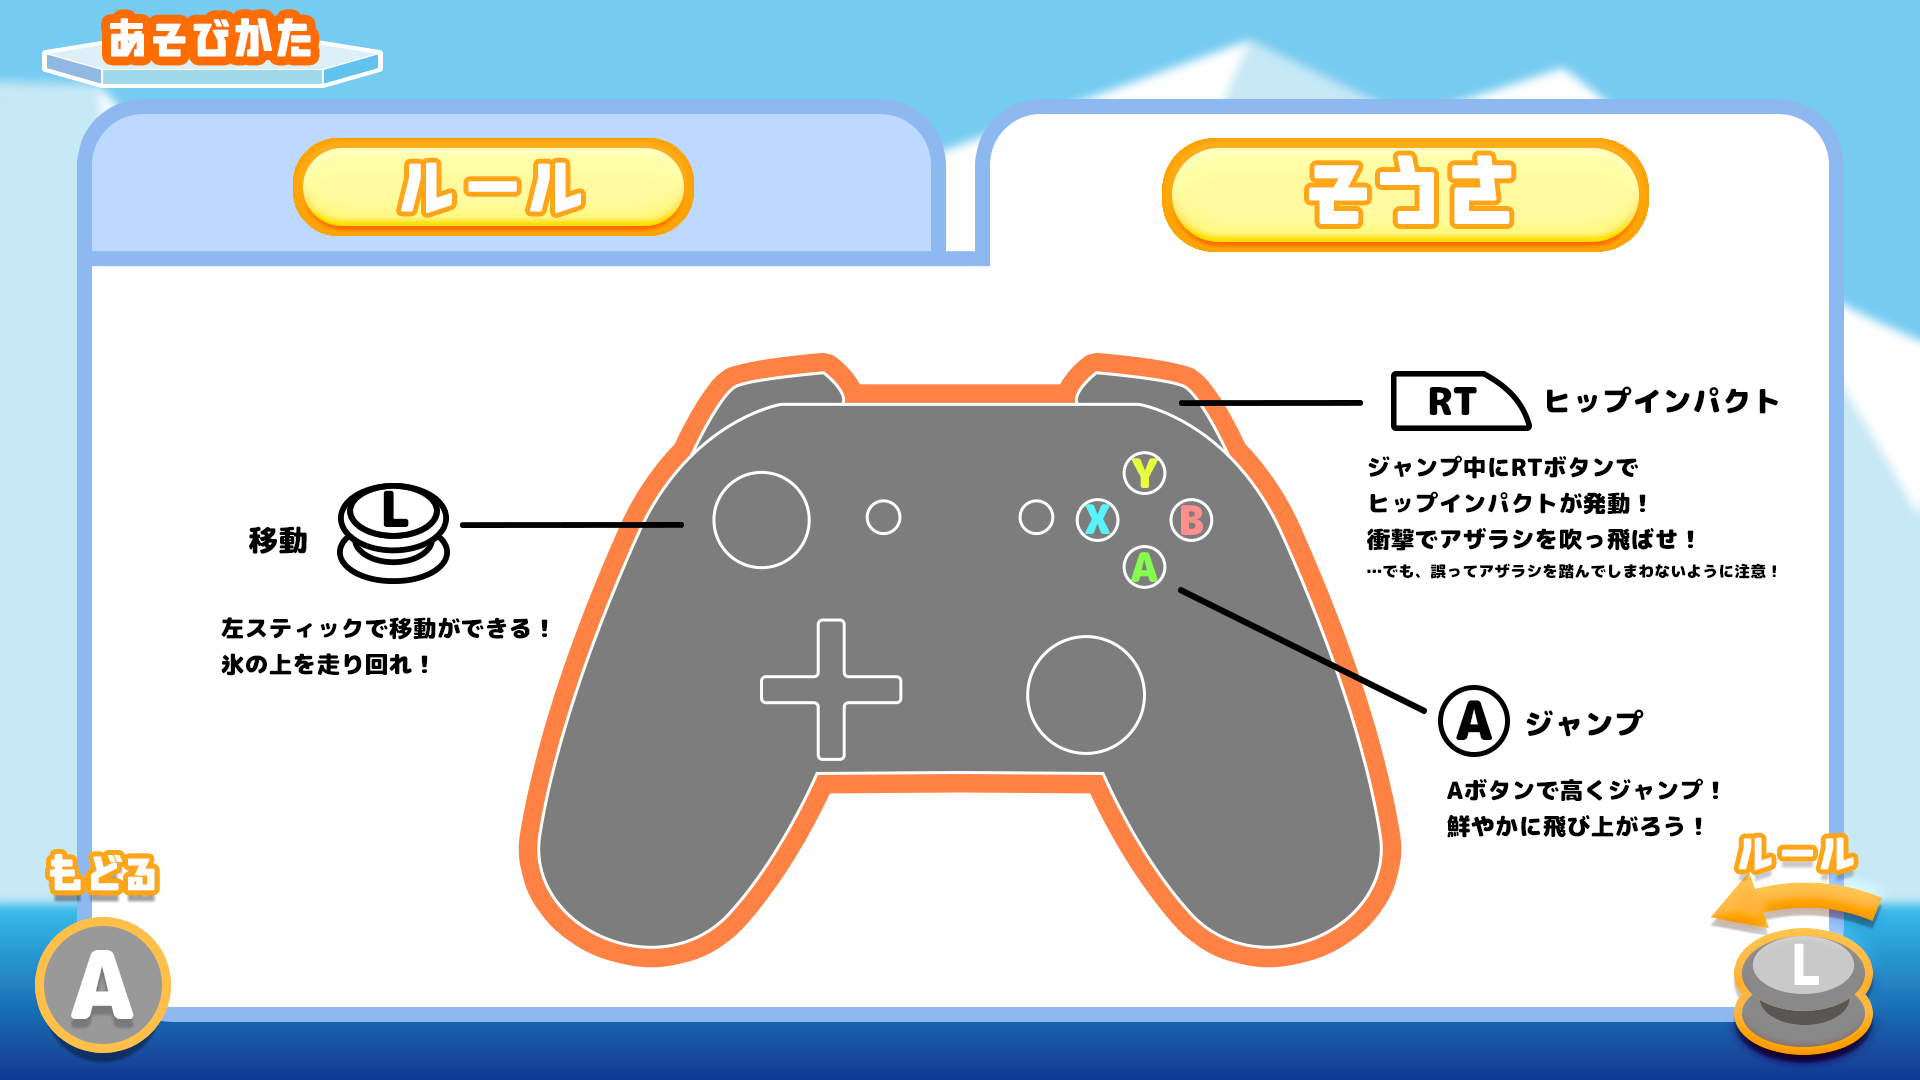 あそびかた
ルール
そうさ
L
移動
左スティックで移動ができる！
氷の上を走り回れ！
Y
X
B
A
RT
ヒップインパクト
ジャンプ中にRTボタンで
ヒップインパクトが発動！
衝撃でアザラシを吹っ飛ばせ！
…でも、誤ってアザラシを踏んでしまわないように注意！
A
ジャンプ
Aボタンで高くジャンプ！
鮮やかに飛び上がろう！
もどる
A
ルール
L